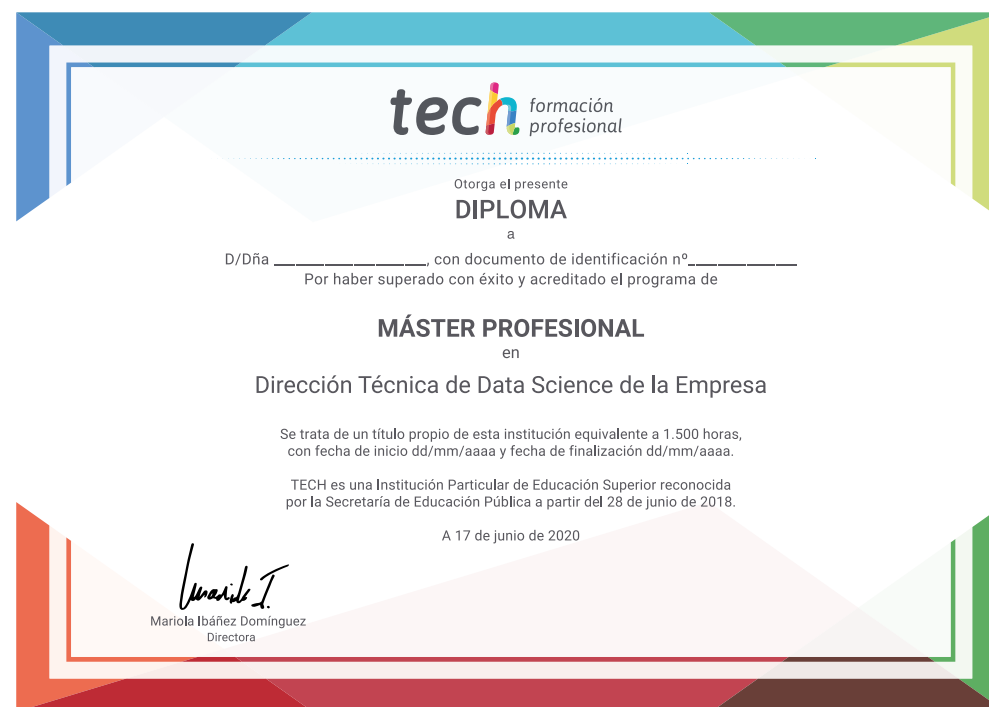 tech formación
profesional
Otorga el presente
DIPLOMA
a
D/Dña ______________, con documento de identificación nº__________
Por haber superado con éxito y acreditado el programa de
MÁSTER PROFESIONAL
en
Dirección Técnica de Data Science de la Empresa
Se trata de un título propio de esta institución equivalente a 1.500 horas,
con fecha de inicio dd/mm/aaaa y fecha de finalización dd/mm/aaaa.
TECH es una Institución Particular de Educación Superior reconocida
por la Secretaría de Educación Pública a partir del 28 de junio de 2018.
A 17 de junio de 2020
Mariola Ibáñez Domínguez
Directora